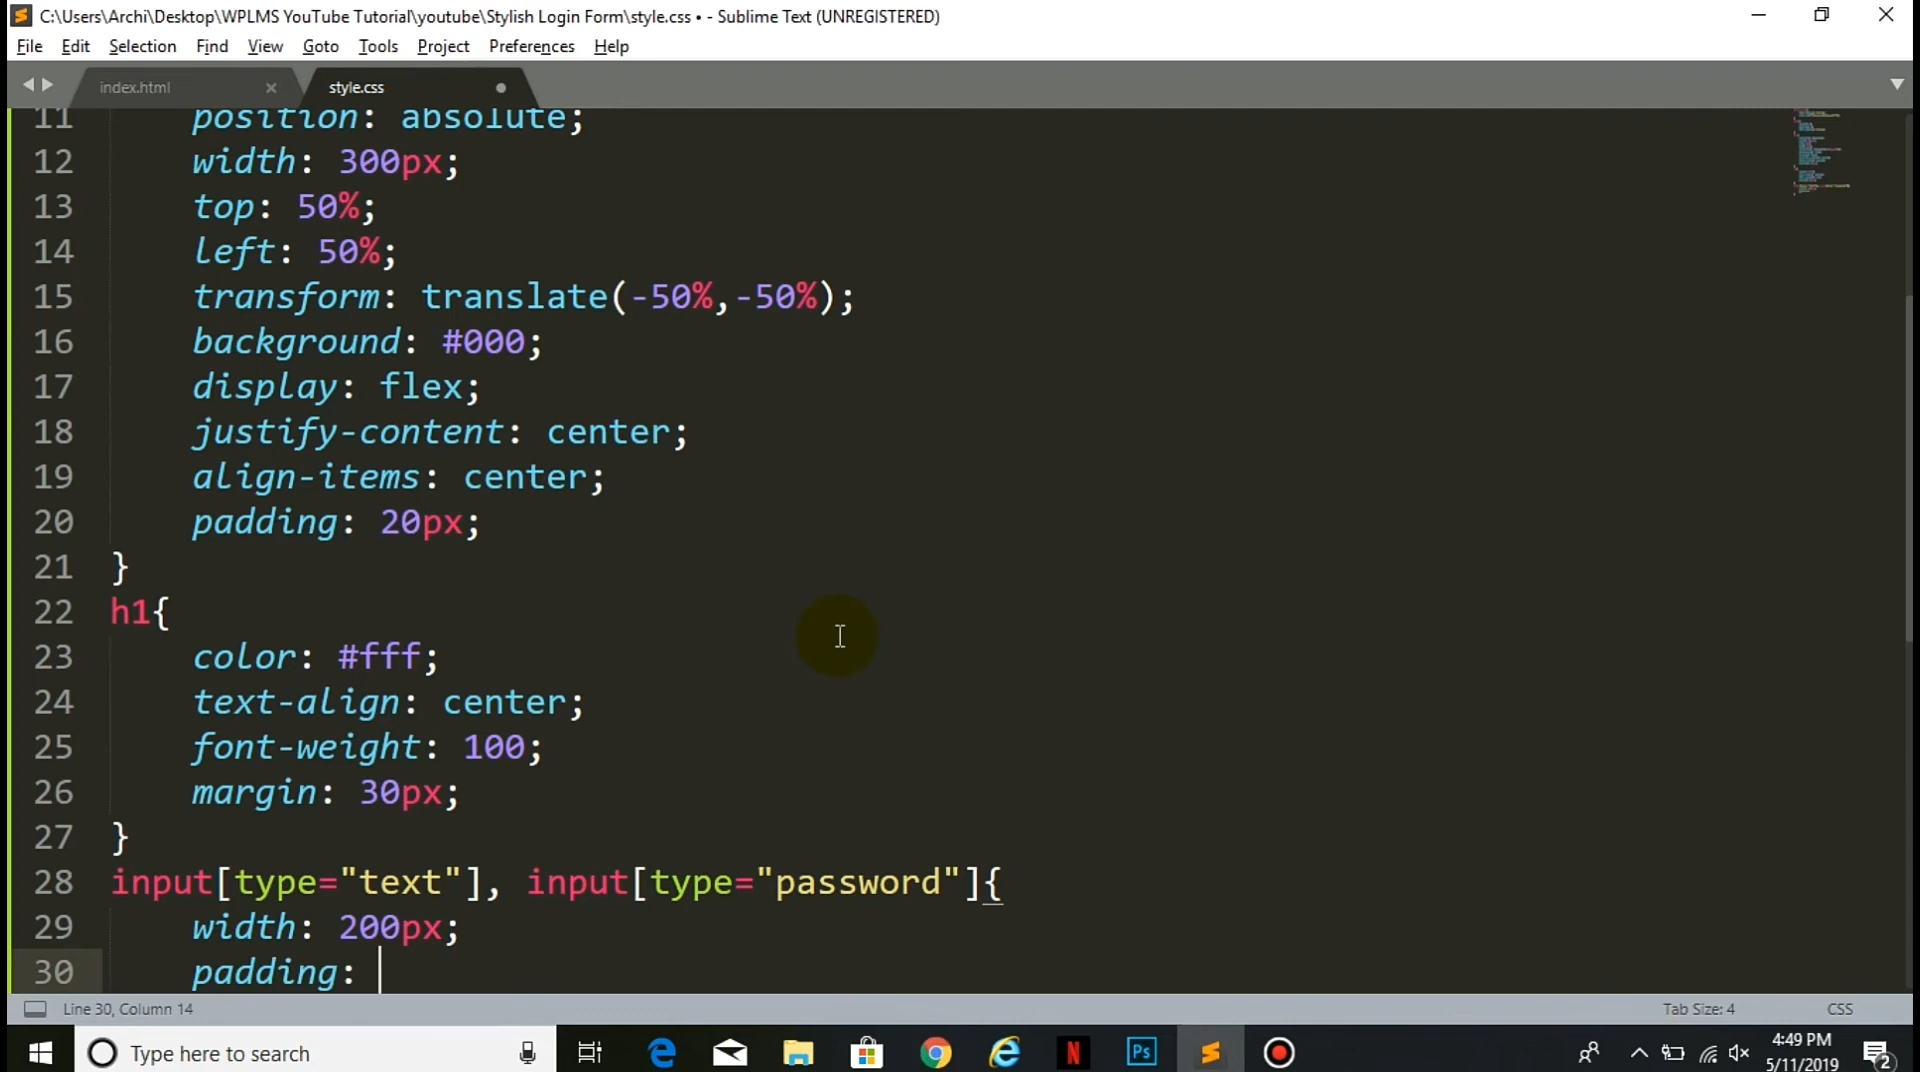 C:\Users\Archi\Desktop\WPLMS YouTube Tutorial\youtube\Stylish Login Form\style.css • - Sublime Text (UNREGISTERED)
File Edit Selection Find View Goto Tools Project Preferences Help
index.html style.css
11 position: absolute;
12 width: 300px;
13 top: 50%;
14 left: 50%;
15 transform: translate(-50%,-50%);
16 background: #000;
17 display: flex;
18 justify-content: center;
19 align-items: center;
20 padding: 20px;
21 }
22 h1{
23 color: #fff;
24 text-align: center;
25 font-weight: 100;
26 margin: 30px;
27 }
28 input[type="text"], input[type="password"]{
29 width: 200px;
30 padding:
Line 30, Column 14 Tab Size: 4 CSS
Type here to search
Ps
4:49 PM
5/11/2019
2